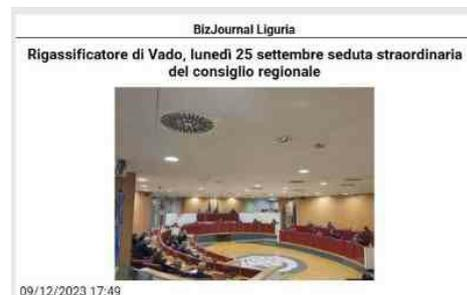 BizJournal Liguria
Rigassificatore di Vado, lunedì 25 settembre seduta straordinaria
del consiglio regionale
09/12/2023 17:49